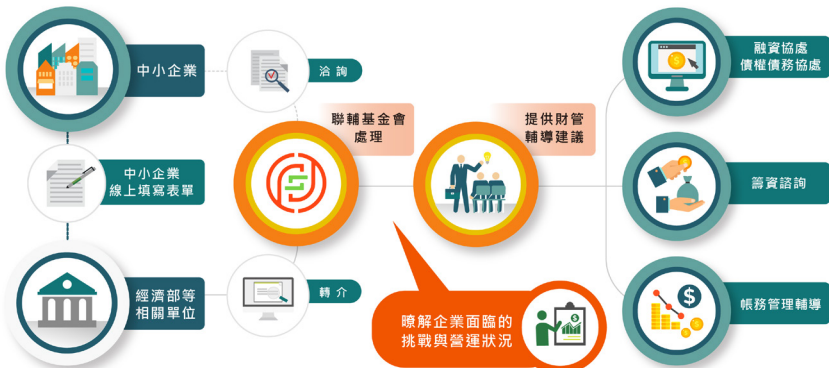 中小企業
洽詢
融資協處
債權債務協處
聯輔基金會
處理
提供財管
輔導建議
中小企業
線上填寫表單
籌資諮詢
經濟部等
相關單位
轉介
瞭解企業面臨的
挑戰與營運狀況
帳務管理輔導